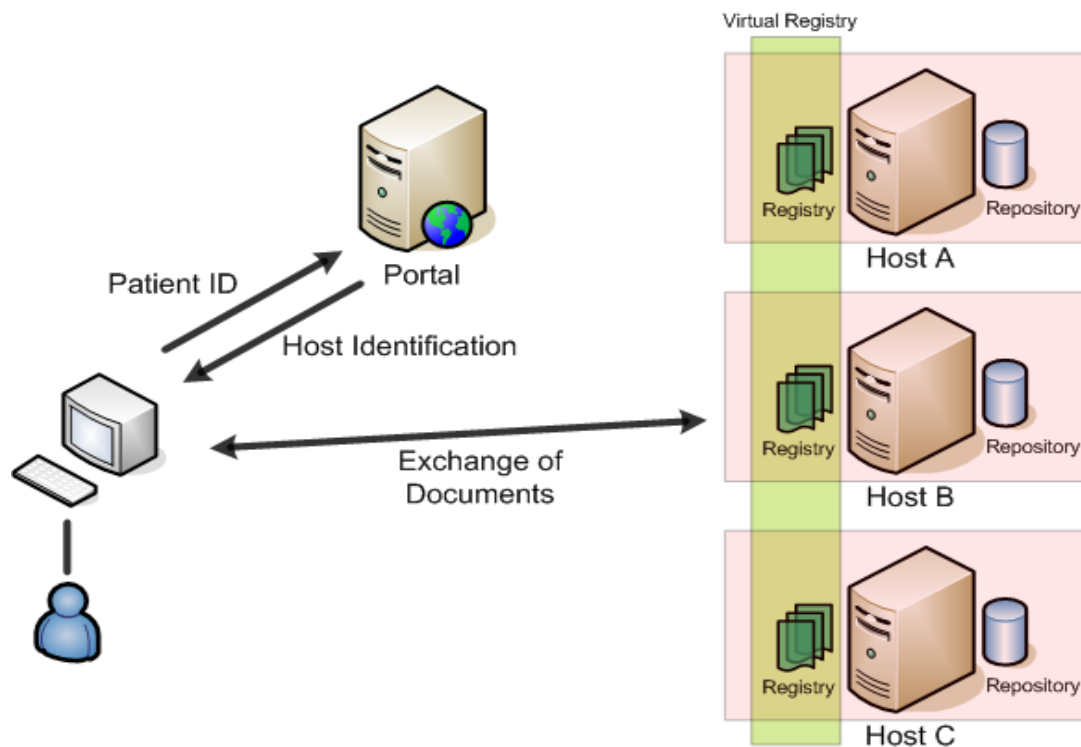 Virtual Registry
Registry
Repository
Host A
Portal
Patient ID
Host Identification
Registry
Repository
Host B
Exchange of
Documents
Registry
Repository
Host C